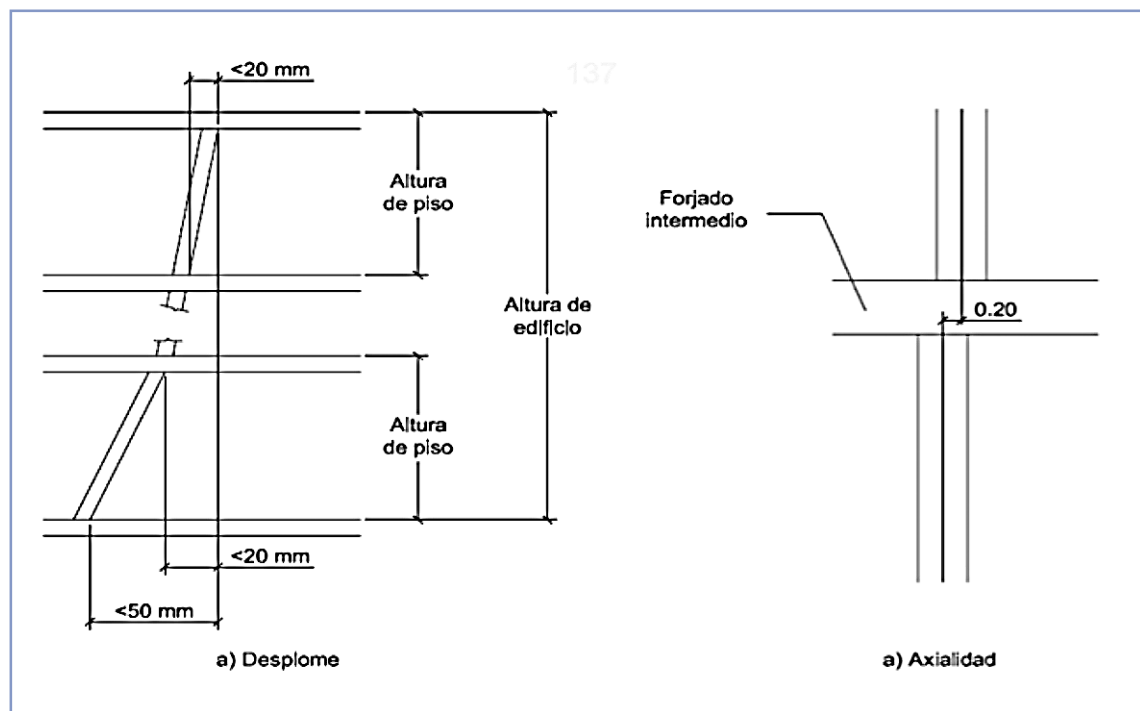 137
<20 mm
Altura
de piso
Altura de
edificio
Altura
de piso
<20 mm
<50 mm
a) Desplome
Forjado
intermedio
0.20
a) Axialidad